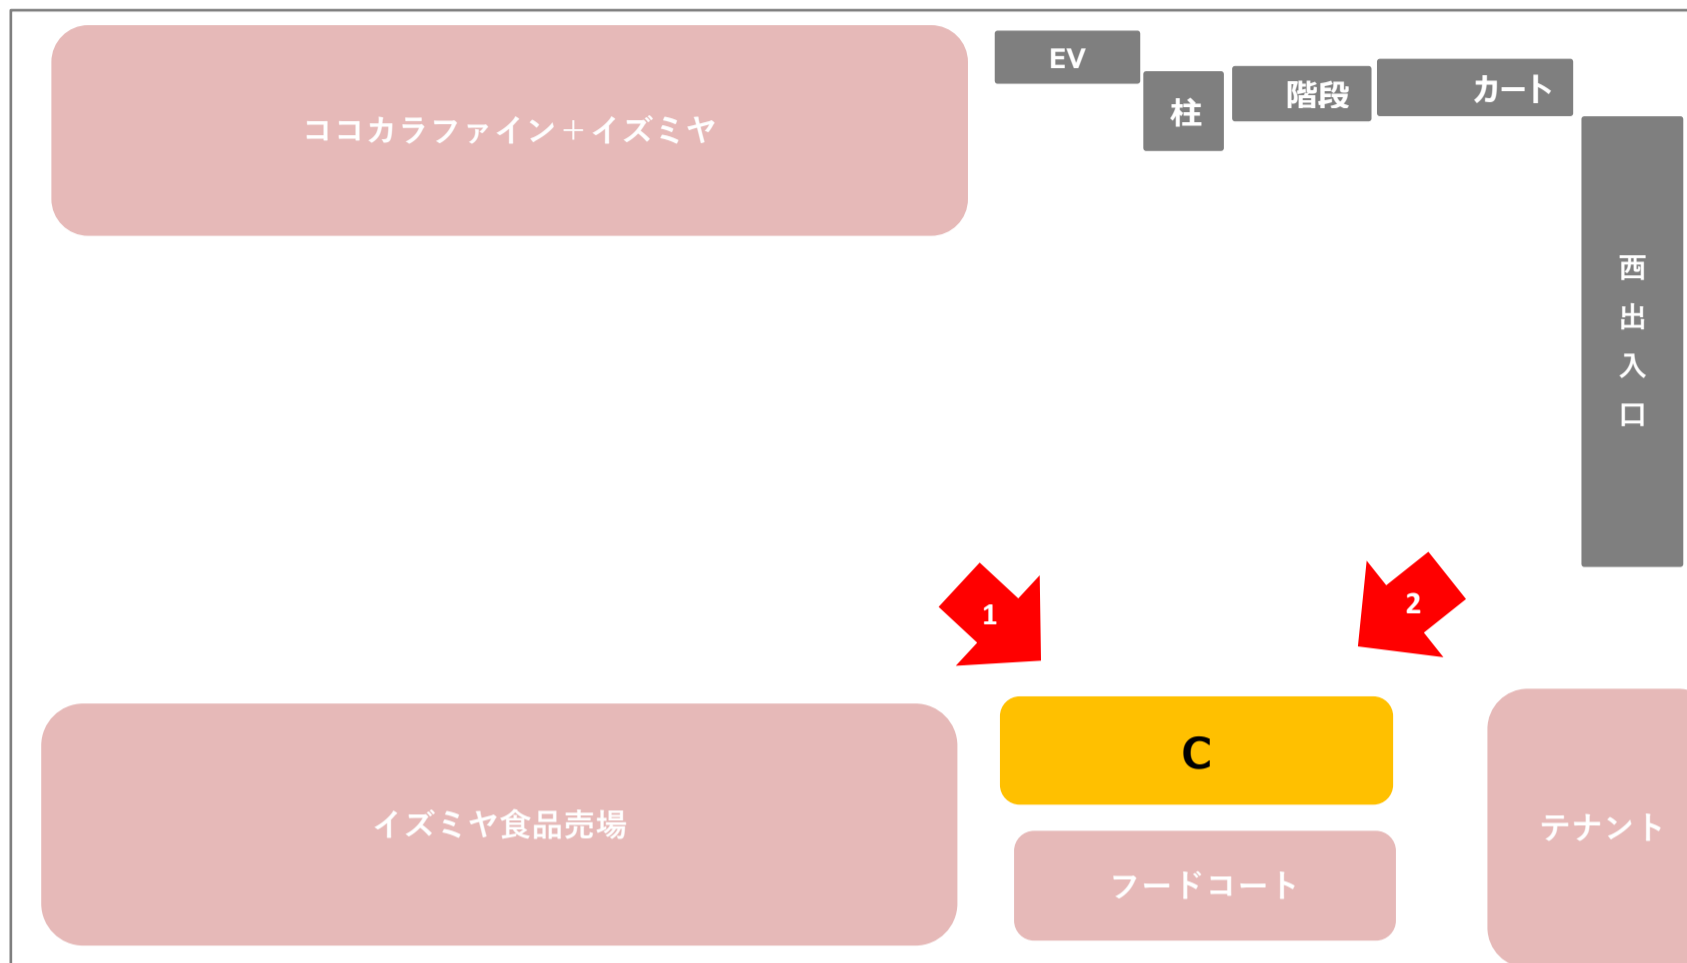 EV
柱
階段
カート
ココカラファイン＋イズミヤ
西
出
入
口
1
2
C
イズミヤ食品売場
テナント
フードコート